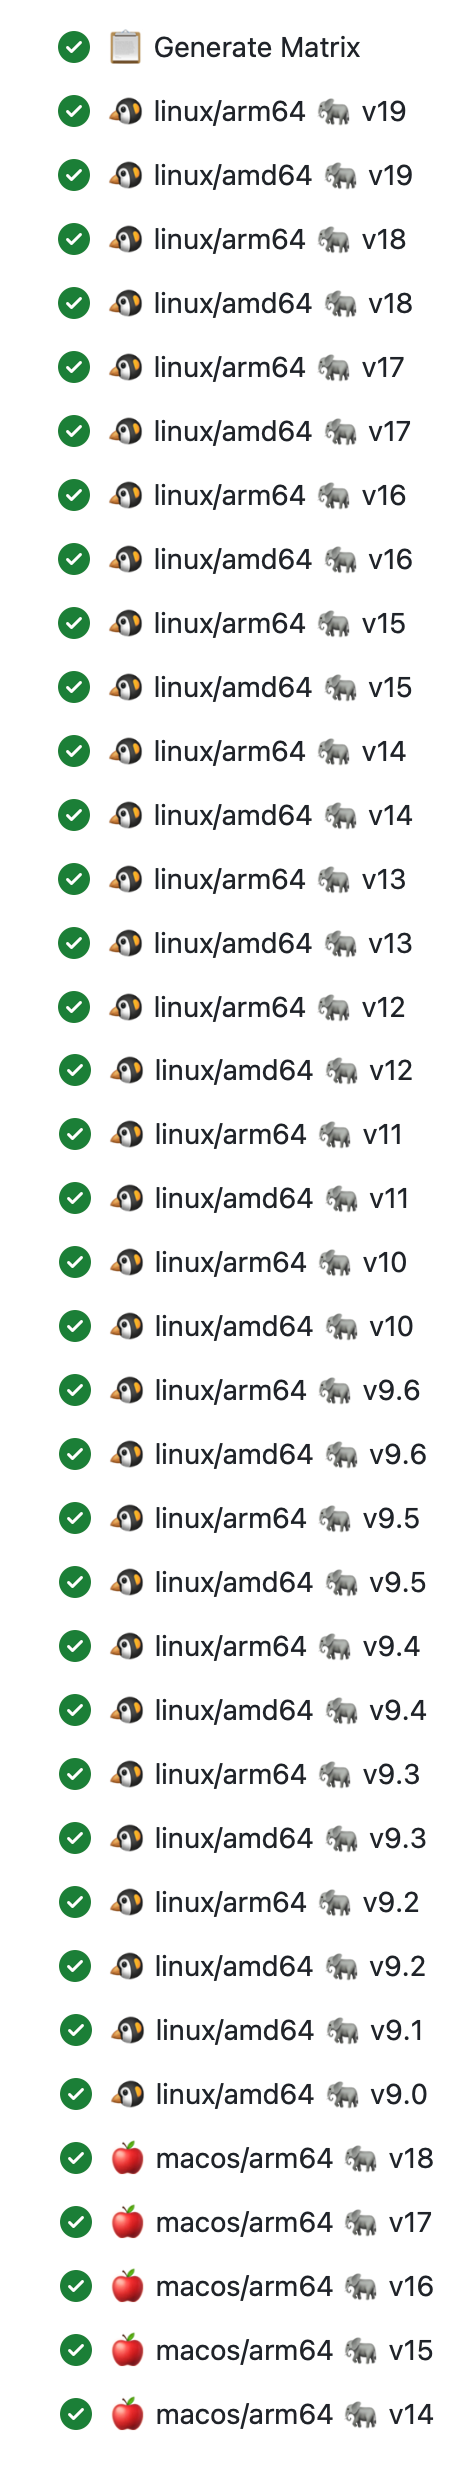 Generate Matrix
linux/arm64 v19
linux/amd64 v19
linux/arm64 v18
linux/amd64 v18
linux/arm64 v17
linux/amd64 v17
linux/arm64 v16
linux/amd64 v16
linux/arm64 v15
linux/amd64 v15
linux/arm64 v14
linux/amd64 v14
linux/arm64 v13
linux/amd64 v13
linux/arm64 v12
linux/amd64 v12
linux/arm64 v11
linux/amd64 v11
linux/arm64 v10
linux/amd64 v10
linux/arm64 v9.6
linux/amd64 v9.6
linux/arm64 v9.5
linux/amd64 v9.5
linux/arm64 v9.4
linux/amd64 v9.4
linux/arm64 v9.3
linux/amd64 v9.3
linux/arm64 v9.2
linux/amd64 v9.2
linux/amd64 v9.1
linux/amd64 v9.0
macos/arm64 v18
macos/arm64 v17
macos/arm64 v16
macos/arm64 v15
macos/arm64 v14